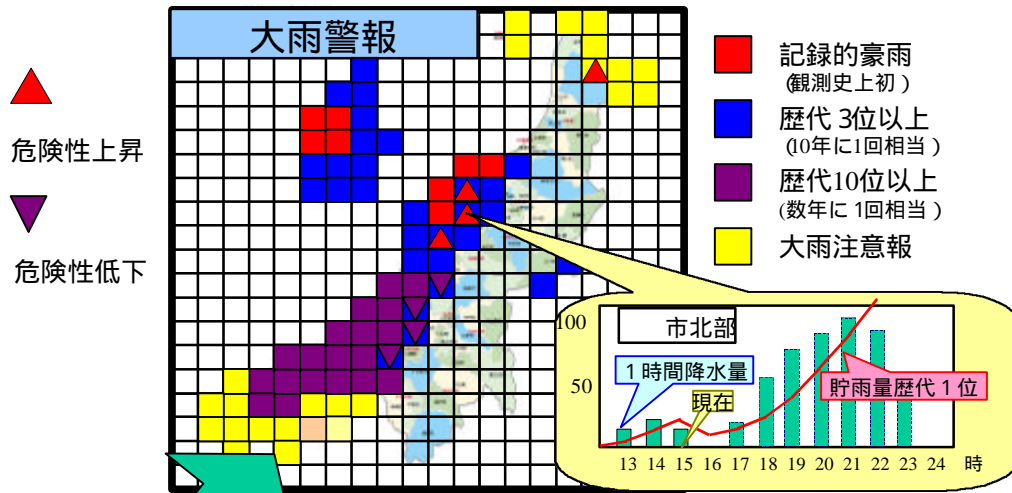 大雨警報
危険性上昇
危険性低下
記録的豪雨
(観測史上初)
歴代 3位以上
(10年に1回相当)
歴代10位以上
(数年に 1回相当)
大雨注意報
100
50
市北部
1時間降水量
現在
貯雨量歴代 1 位
13 14 15 16 17 18 19 20 21 22 23 24 時